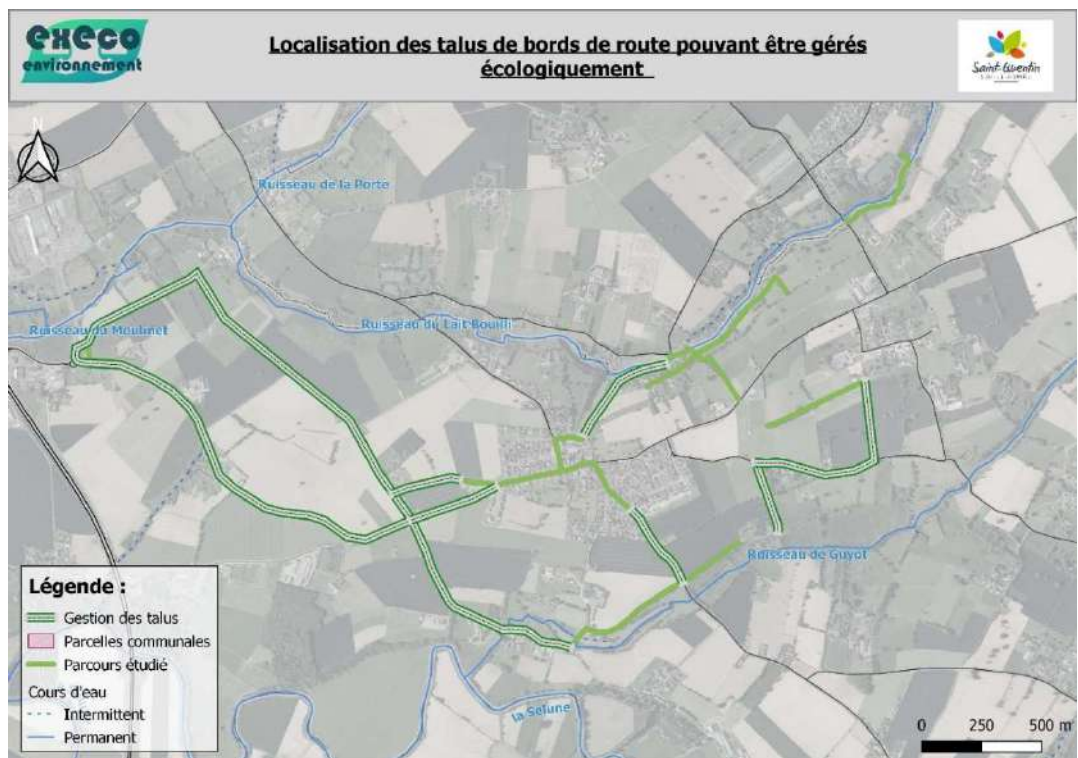 execo
environnement
Localisation des talus de bords de route pouvant être gérés
écologiquement
Saint-Quentin
N
Ruisseau de la Porte
Ruisseau du Moulinet
Ruisseau du Lait Bouilli
Ruisseau de Guyot
la Sélune
Légende :
Gestion des talus
Parcelles communales
Parcours étudié
Cours d'eau
Intermittent
Permanent
0 250 500 m